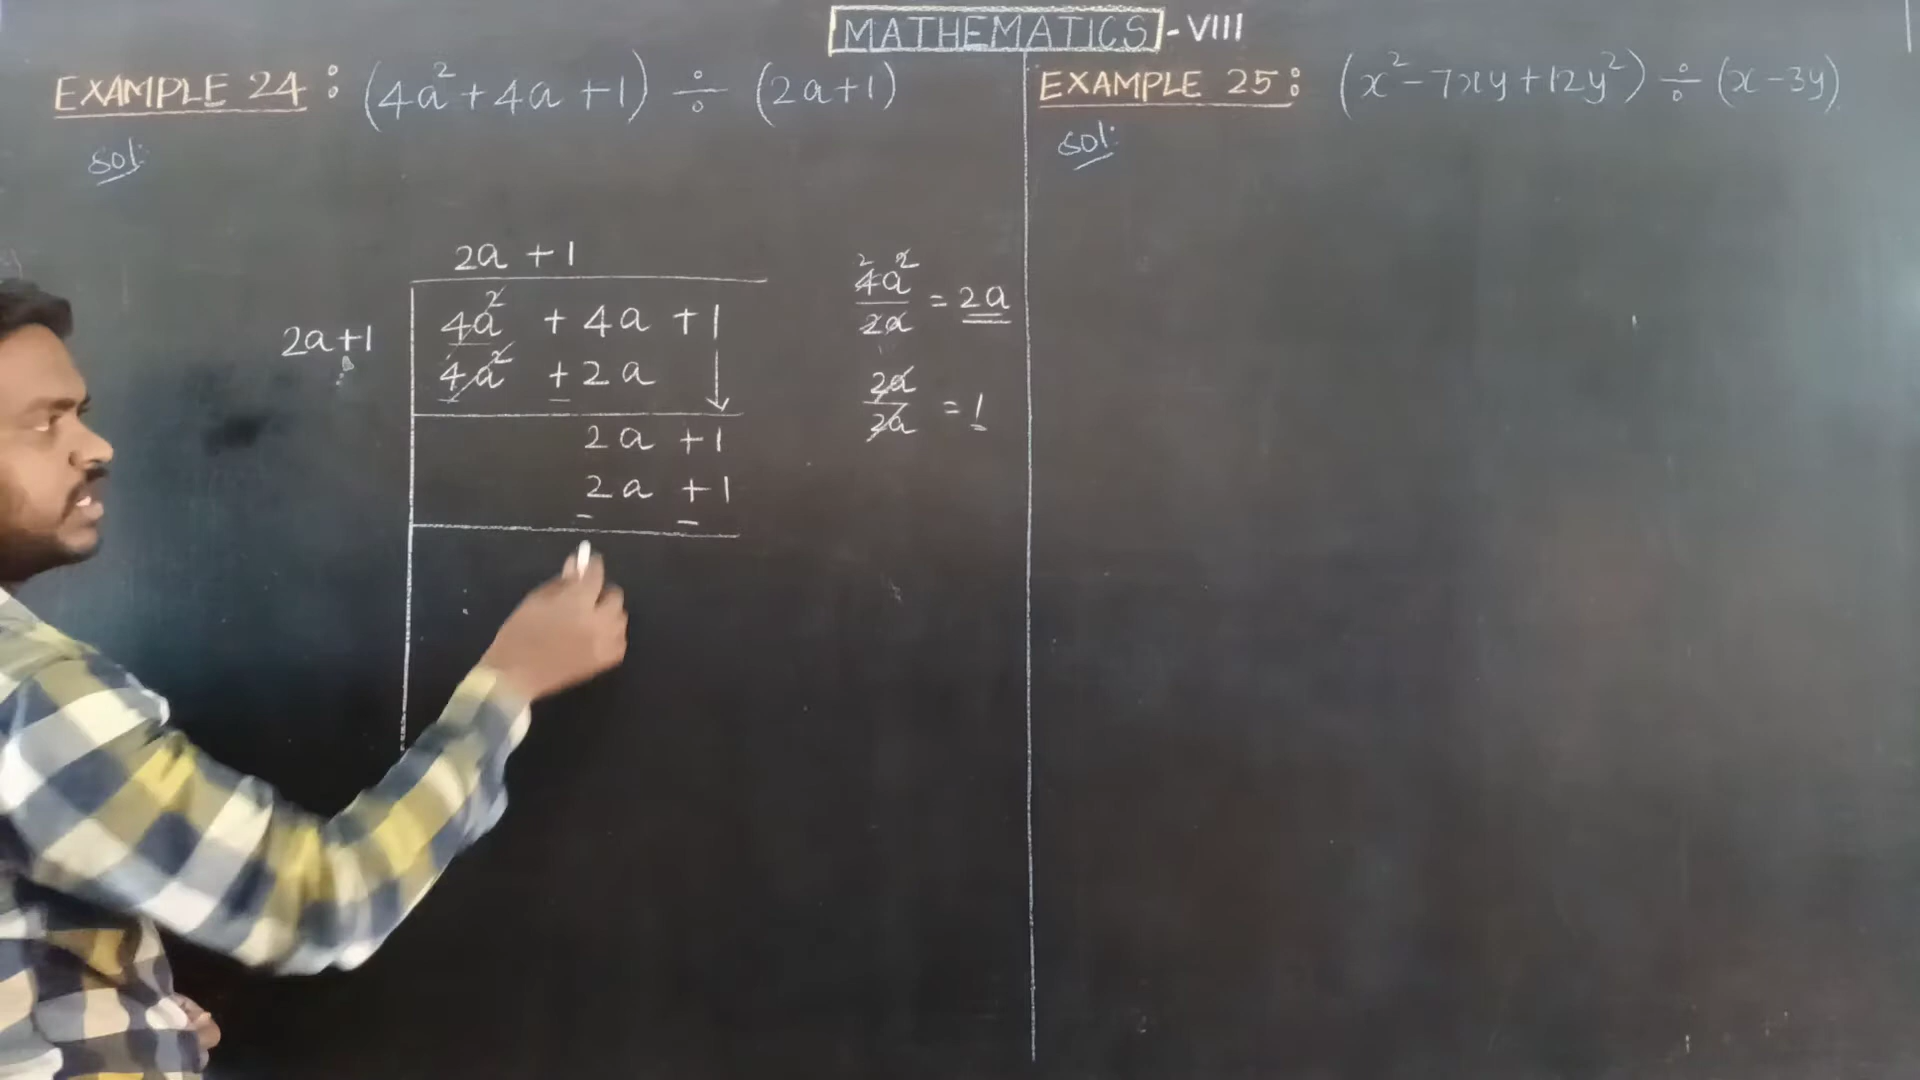 MATHEMATICS - VIII
EXAMPLE 24 : (4a² + 4a + 1) ÷ (2a+1)
Sol:
2a + 1
2a+1
4a² + 4a + 1
4a² + 2a
2a + 1
2a + 1
4a²/2a = 2a
2
2a/2a = 1
EXAMPLE 25 : (x² - 7xy + 12y²) ÷ (x - 3y)
Sol: